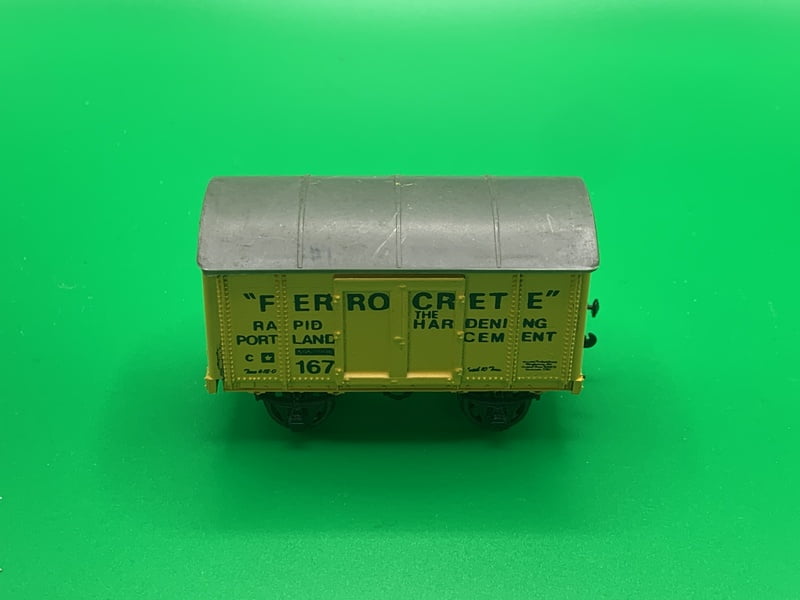 "FERROCRETE"
THE
RAPID HARDENING
PORTLAND CEMENT
C
167